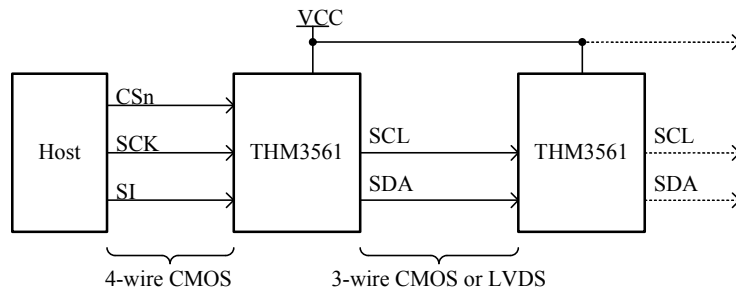 VCC
CSn
SCK
SI
Host
THM3561
SCL
SDA
THM3561
SCL
SDA
4-wire CMOS
3-wire CMOS or LVDS